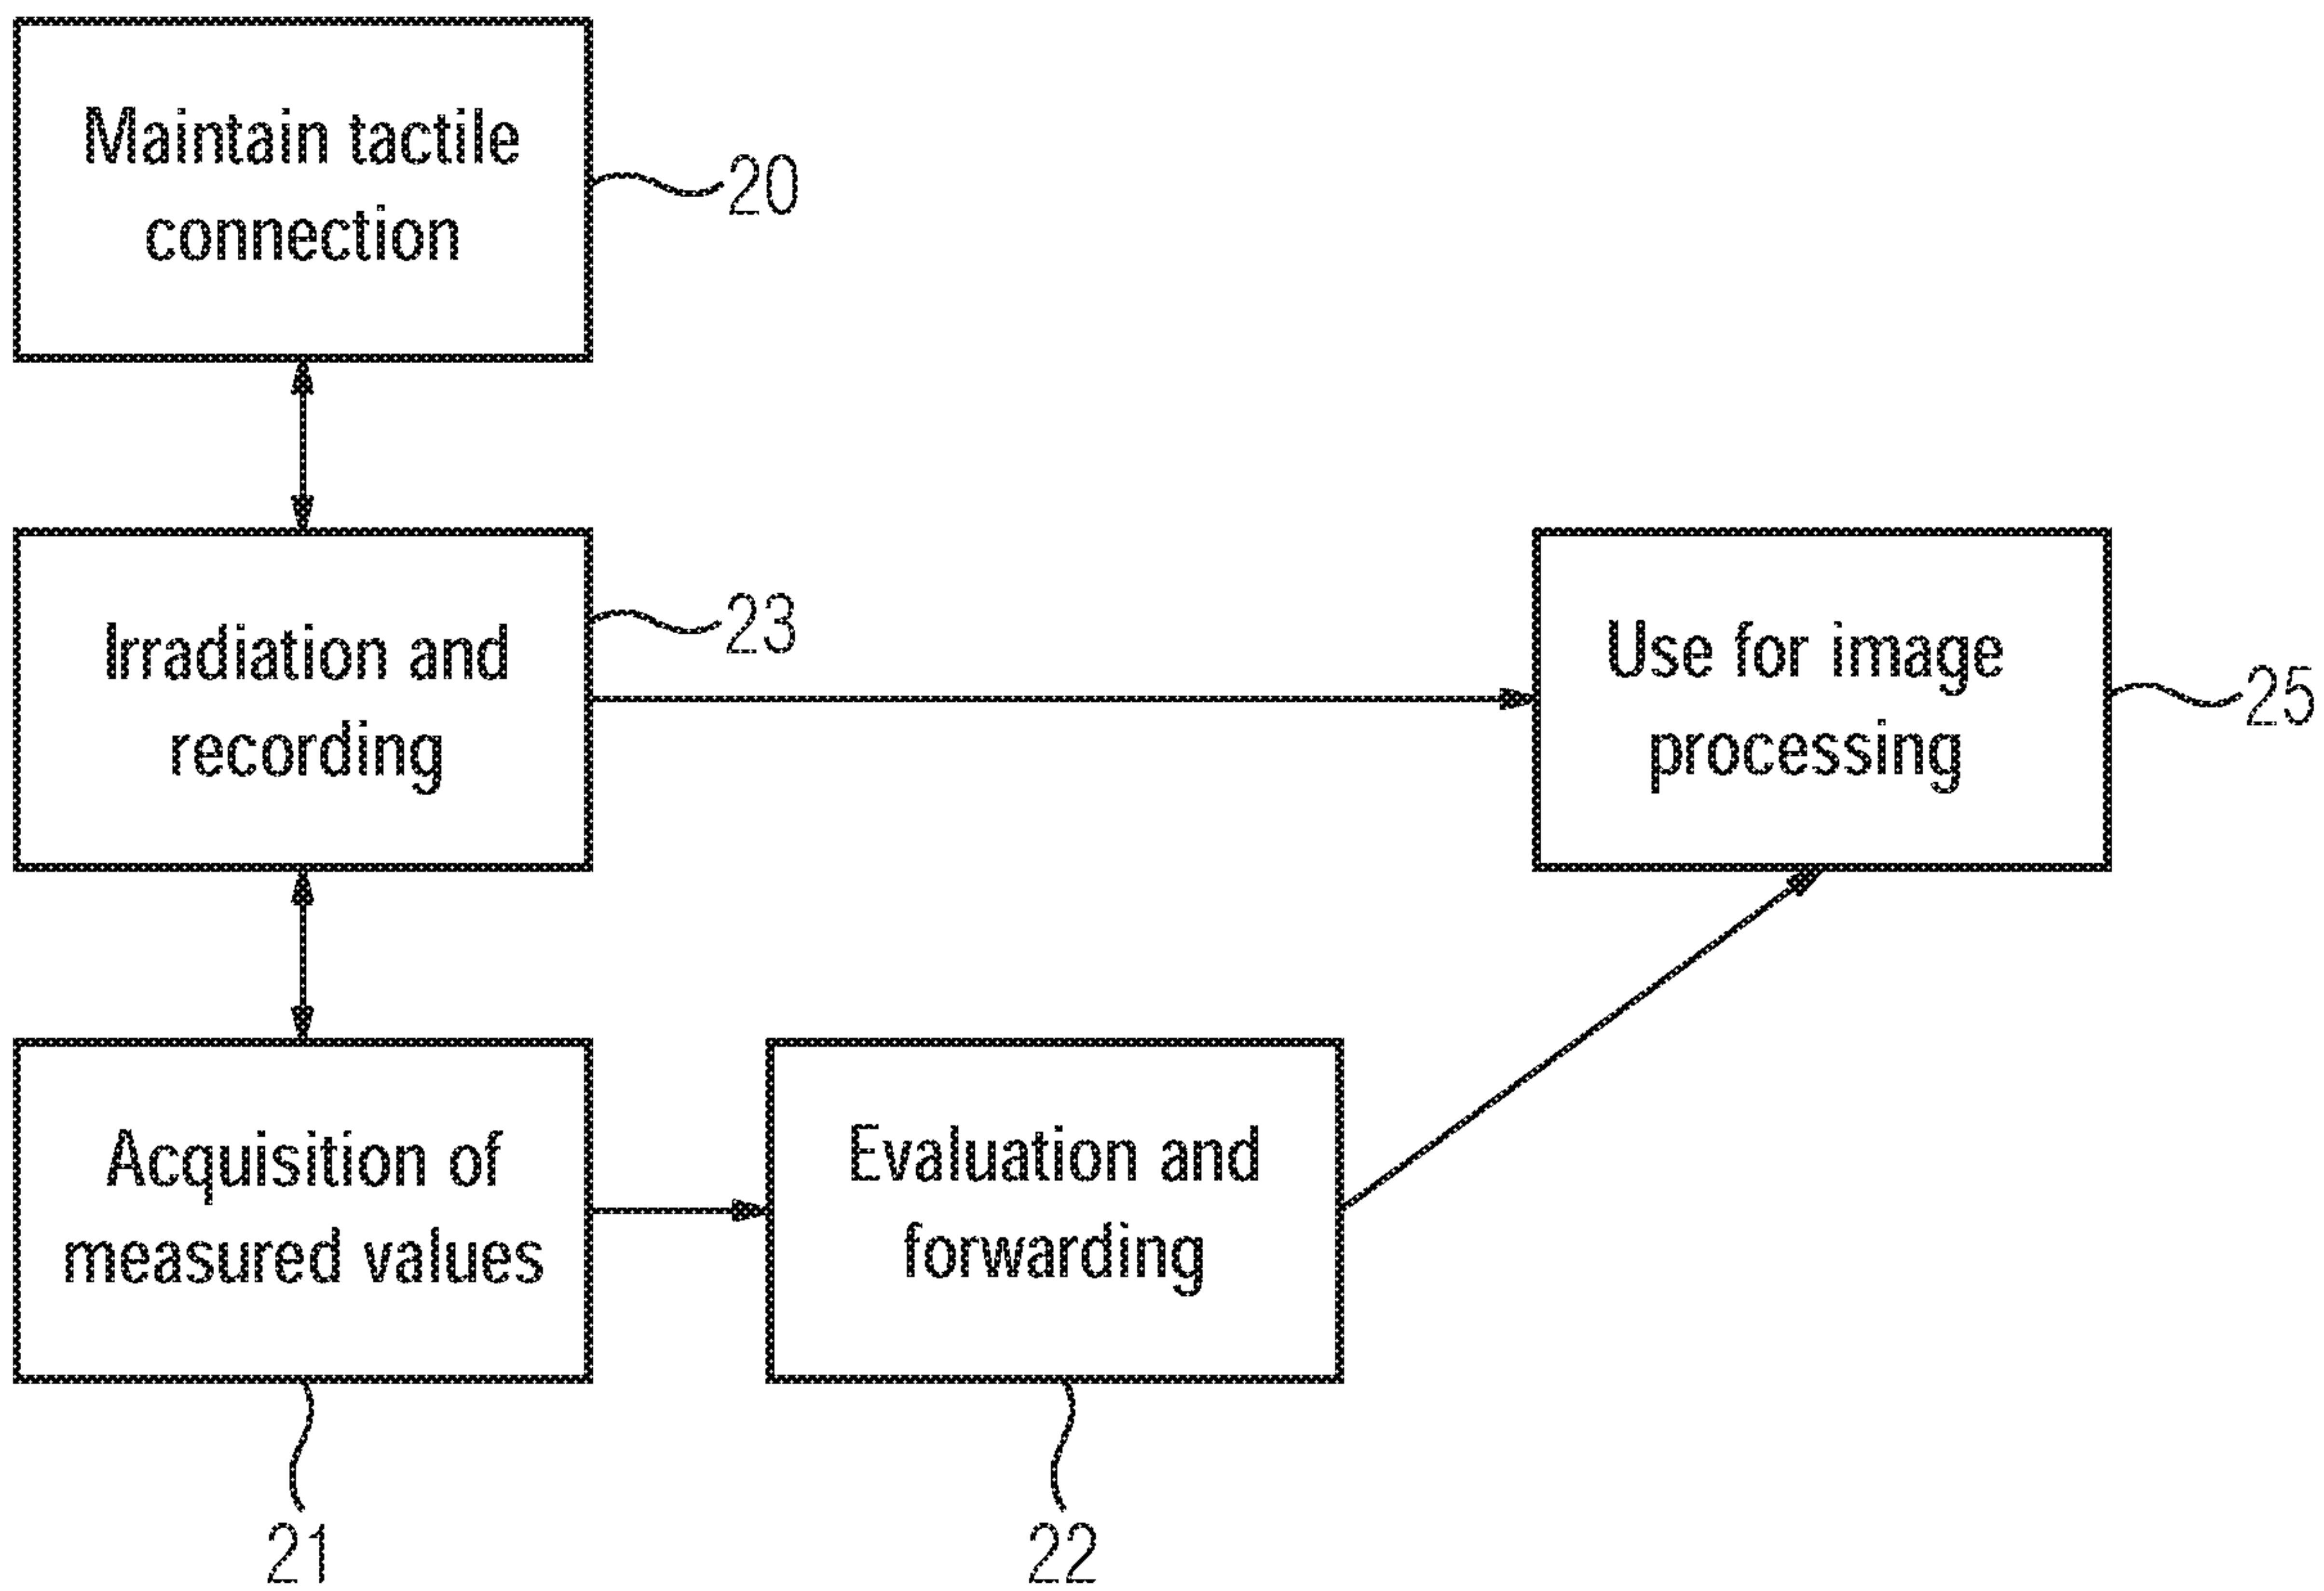 Maintain tactile
connection
20
Irradiation and
recording
23
Use for image
processing
25
Acquisition of
measured values
21
Evaluation and
forwarding
22